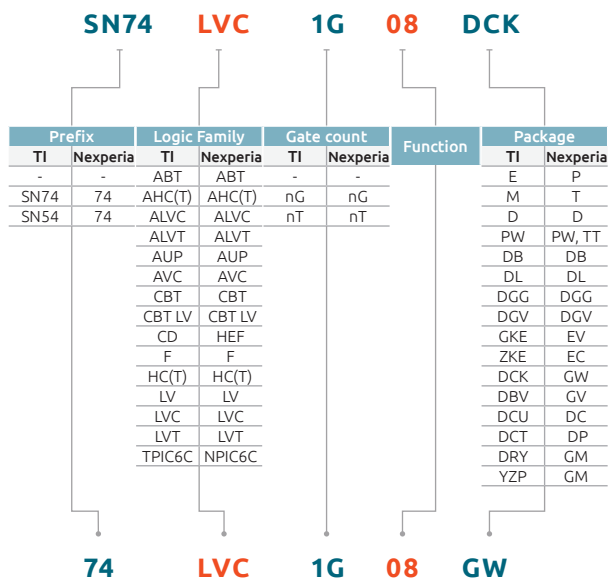 SN74 LVC 1G 08 DCK
Prefix Logic Family Gate count Function Package
TI Nexperia TI Nexperia TI Nexperia TI Nexperia
- - ABT ABT - - E P
SN74 74 AHC(T) AHC(T) nG nG M T
SN54 74 ALVC ALVC nT nT D D
ALVT ALVT PW PW, TT
AUP AUP DB DB
AVC AVC DL DL
CBT CBT DGG DGG
CBT LV CBT LV DGV DGV
CD HEF GKE EV
F F ZKE EC
HC(T) HC(T) DCK GW
LV LV DBV GV
LVC LVC DCU DC
LVT LVT DCT DP
TPIC6C NPIC6C DRY GM
YZP GM
74 LVC 1G 08 GW